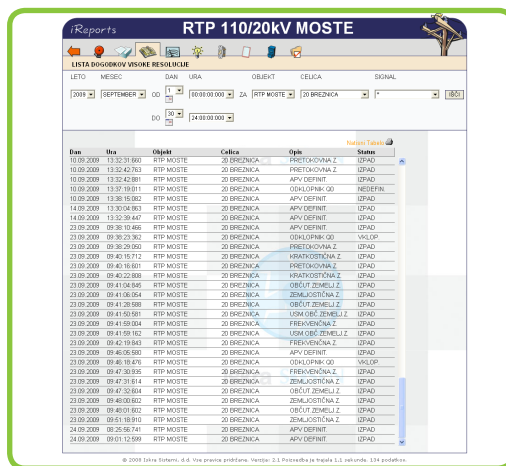 iReports
RTP 110/20kV MOSTE
LISTA DOGODKOV VISOKE RESOLUCIJE
LETO MESEC DAN URA OBJEKT CELICA SIGNAL
2009 SEPTEMBER OD 1 00:00:00:000 ZA RTP MOSTE 20 BREZNICA * IŠČI
DO 30 24:00:00:000
Natisni Tabelo
Dan Ura Objekt Celica Opis Status
10.09.2009 13:32:31:660 RTP MOSTE 20 BREZNICA PRETOKOVNA Z. IZPAD
10.09.2009 13:32:42:763 RTP MOSTE 20 BREZNICA PRETOKOVNA Z. IZPAD
10.09.2009 13:32:42:881 RTP MOSTE 20 BREZNICA APV DEFINIT. IZPAD
10.09.2009 13:37:19:011 RTP MOSTE 20 BREZNICA ODKLOPNIK Q0 NEDEFIN.
10.09.2009 13:38:15:082 RTP MOSTE 20 BREZNICA APV DEFINIT. IZPAD
14.09.2009 13:30:04:863 RTP MOSTE 20 BREZNICA APV DEFINIT. IZPAD
14.09.2009 13:32:39:447 RTP MOSTE 20 BREZNICA APV DEFINIT. IZPAD
23.09.2009 09:38:10:466 RTP MOSTE 20 BREZNICA APV DEFINIT. IZPAD
23.09.2009 09:38:23:362 RTP MOSTE 20 BREZNICA ODKLOPNIK Q0 VKLOP.
23.09.2009 09:38:29:050 RTP MOSTE 20 BREZNICA PRETOKOVNA Z. IZPAD
23.09.2009 09:40:15:712 RTP MOSTE 20 BREZNICA KRATKOSTIČNA Z. IZPAD
23.09.2009 09:40:16:601 RTP MOSTE 20 BREZNICA PRETOKOVNA Z. IZPAD
23.09.2009 09:40:22:808 RTP MOSTE 20 BREZNICA KRATKOSTIČNA Z. IZPAD
23.09.2009 09:41:04:845 RTP MOSTE 20 BREZNICA OBČUT.ZEMELJ.Z. IZPAD
23.09.2009 09:41:06:054 RTP MOSTE 20 BREZNICA ZEMLJOSTIČNA Z. IZPAD
23.09.2009 09:41:28:588 RTP MOSTE 20 BREZNICA OBČUT.ZEMELJ.Z. IZPAD
23.09.2009 09:41:50:581 RTP MOSTE 20 BREZNICA USM.OBČ.ZEMELJ.Z. IZPAD
23.09.2009 09:41:59:004 RTP MOSTE 20 BREZNICA FREKVENČNA Z. IZPAD
23.09.2009 09:41:59:162 RTP MOSTE 20 BREZNICA USM.OBČ.ZEMELJ.Z. IZPAD
23.09.2009 09:42:19:843 RTP MOSTE 20 BREZNICA FREKVENČNA Z. IZPAD
23.09.2009 09:46:05:580 RTP MOSTE 20 BREZNICA APV DEFINIT. IZPAD
23.09.2009 09:46:18:476 RTP MOSTE 20 BREZNICA ODKLOPNIK Q0 VKLOP.
23.09.2009 09:47:30:935 RTP MOSTE 20 BREZNICA FREKVENČNA Z. IZPAD
23.09.2009 09:47:31:614 RTP MOSTE 20 BREZNICA ZEMLJOSTIČNA Z. IZPAD
23.09.2009 09:47:32:604 RTP MOSTE 20 BREZNICA OBČUT.ZEMELJ.Z. IZPAD
23.09.2009 09:48:00:602 RTP MOSTE 20 BREZNICA ZEMLJOSTIČNA Z. IZPAD
23.09.2009 09:48:01:602 RTP MOSTE 20 BREZNICA OBČUT.ZEMELJ.Z. IZPAD
23.09.2009 09:51:18:910 RTP MOSTE 20 BREZNICA ZEMLJOSTIČNA Z. IZPAD
24.09.2009 08:25:56:741 RTP MOSTE 20 BREZNICA APV DEFINIT. IZPAD
24.09.2009 09:01:12:599 RTP MOSTE 20 BREZNICA APV DEFINIT. IZPAD
© 2008 Iskra Sistemi, d.d. Vse pravice pridržane. Verzija: 2.1 Poizvedba je trajala 1,1 sekunde. 134 podatkov.